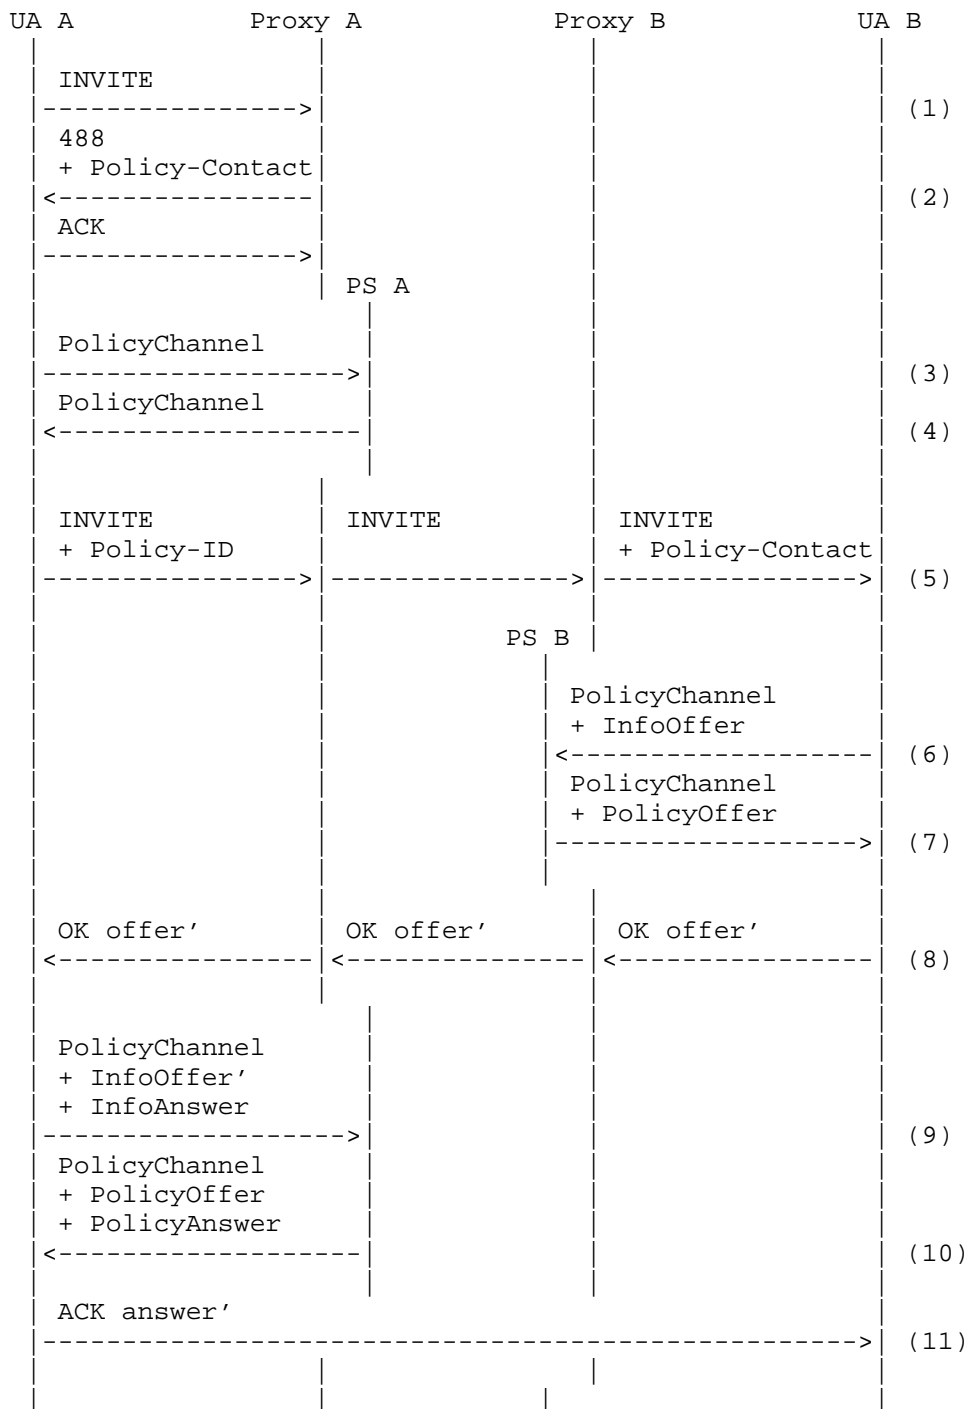 UA A Proxy A Proxy B UA B
INVITE
(1)
488
+ Policy-Contact
(2)
ACK
PS A
PolicyChannel
(3)
PolicyChannel
(4)
INVITE INVITE INVITE
+ Policy-ID + Policy-Contact
(5)
PS B
PolicyChannel
+ InfoOffer
(6)
PolicyChannel
+ PolicyOffer
(7)
OK offer’ OK offer’ OK offer’
(8)
PolicyChannel
+ InfoOffer’
+ InfoAnswer
(9)
PolicyChannel
+ PolicyOffer
+ PolicyAnswer
(10)
ACK answer’
(11)